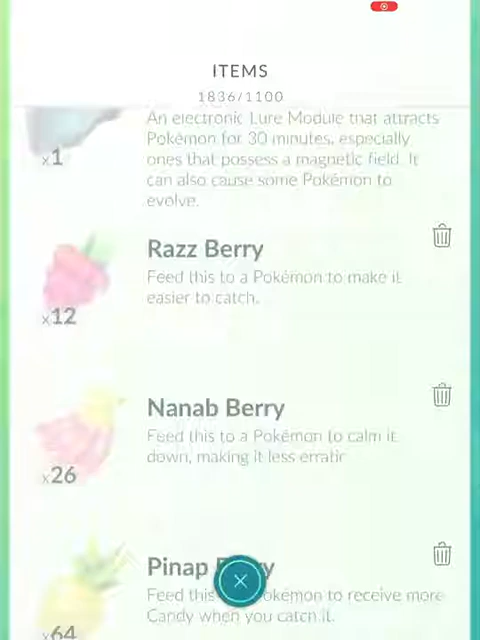 ITEMS
1836/1100
An electronic Lure Module that attracts
Pokémon for 30 minutes, especially
ones that possess a magnetic field. It
can also cause some Pokémon to
evolve.
x1
Razz Berry
Feed this to a Pokémon to make it
easier to catch.
x12
Nanab Berry
Feed this to a Pokémon to calm it
down, making it less erratic
x26
Pinap
Feed this okémon to receive more
Candy when you catch it.
x64